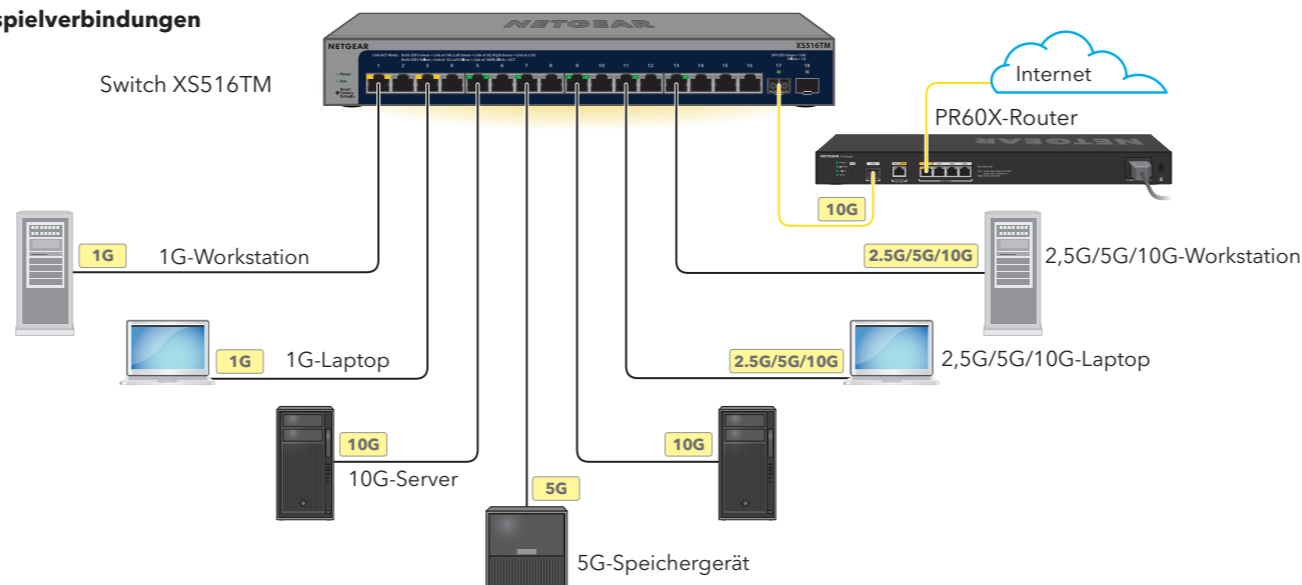 spielverbindungen
NETGEAR
NETGEAR
XS516TM
Switch XS516TM
1 2 3 4 5 6 7 8 9 10 11 12 13 14 15 16 17 18
Internet
PR60X-Router
NETGEAR
NETGEAR
10G
1G
1G-Workstation
2.5G/5G/10G
2,5G/5G/10G-Workstation
1G
1G-Laptop
2.5G/5G/10G
2,5G/5G/10G-Laptop
10G
10G-Server
10G
5G
5G-Speichergerät